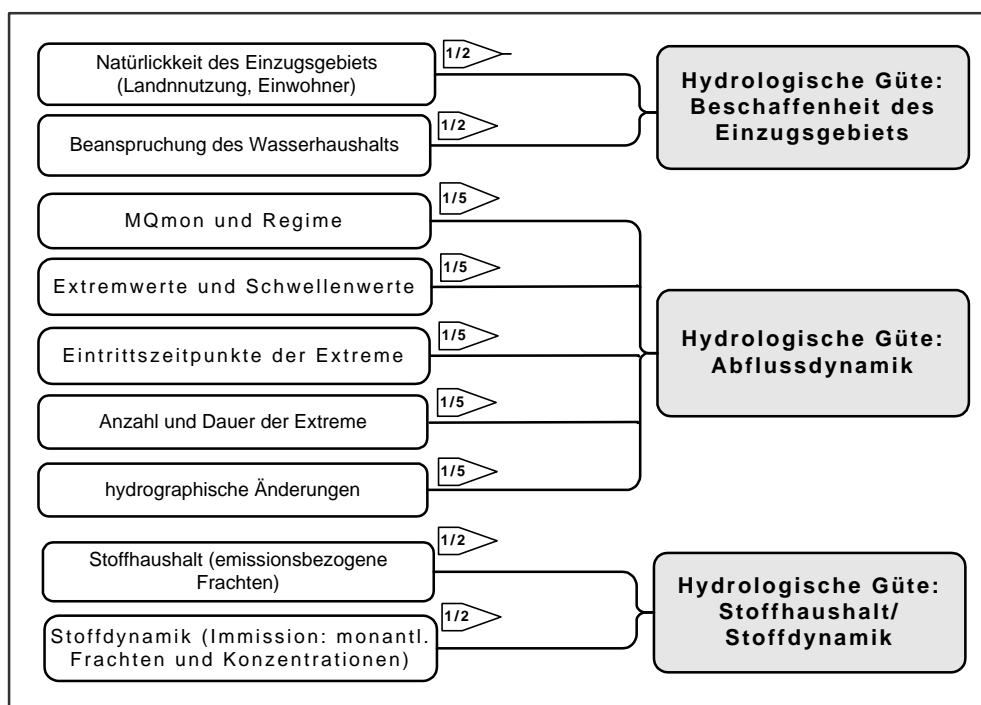 Natürlickkeit des Einzugsgebiets
(Landnnutzung, Einwohner)
1/2
Beanspruchung des Wasserhaushalts
1/2
Hydrologische Güte:
Beschaffenheit des
Einzugsgebiets
MQmon und Regime
1/5
Extremwerte und Schwellenwerte
1/5
Eintrittszeitpunkte der Extreme
1/5
Anzahl und Dauer der Extreme
1/5
hydrographische Änderungen
1/5
Hydrologische Güte:
Abflussdynamik
Stoffhaushalt (emissionsbezogene
Frachten)
1/2
Stoffdynamik (Immission: monantl.
Frachten und Konzentrationen)
1/2
Hydrologische Güte:
Stoffhaushalt/
Stoffdynamik